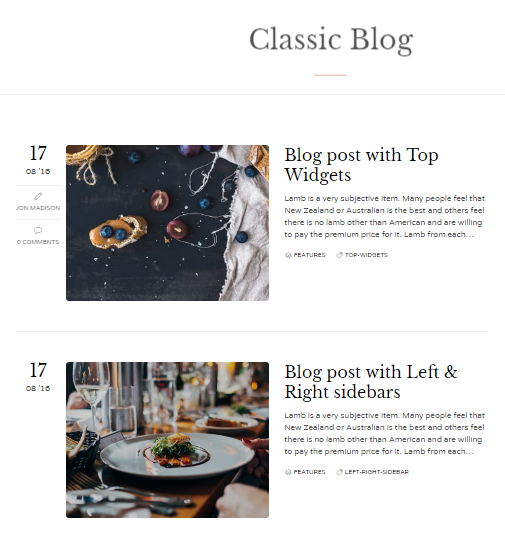 Classic Blog
17
08 '16
JON MADISON
0 COMMENTS
Blog post with Top
Widgets
Lamb is a very subjective item. Many people feel that
New Zealand or Australian is the best and others feel
there is no lamb other than American and are willing
to pay the premium price for it. Lamb from each...
FEATURES TOP-WIDGETS
17
08 '16
Blog post with Left &
Right sidebars
Lamb is a very subjective item. Many people feel that
New Zealand or Australian is the best and others feel
there is no lamb other than American and are willing
to pay the premium price for it. Lamb from each...
FEATURES LEFT-RIGHT-SIDEBAR